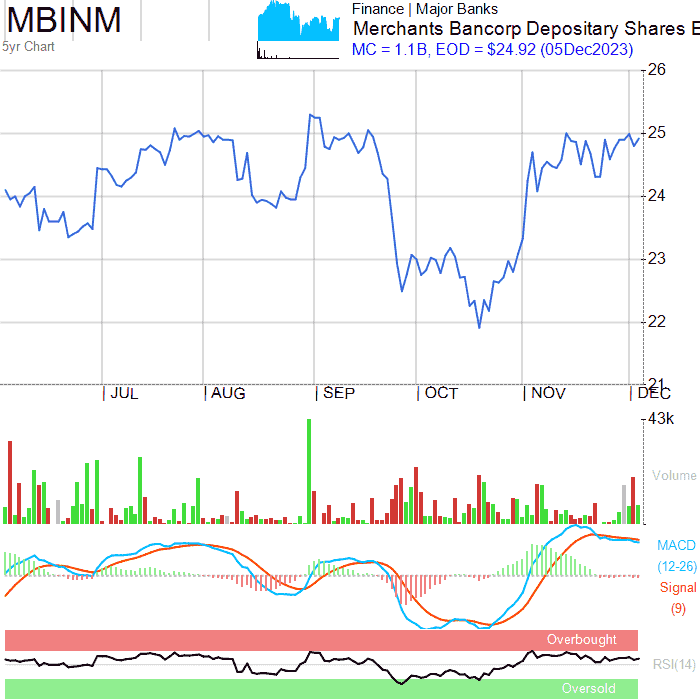 MBINM
Finance | Major Banks
Merchants Bancorp Depositary Shares E
5yr Chart
MC = 1.1B, EOD = $24.92 (05Dec2023)
26
25
24
23
22
21
JUL
AUG
SEP
OCT
NOV
DEC
43k
Volume
MACD
(12-26)
Signal
(9)
Overbought
RSI(14)
Oversold